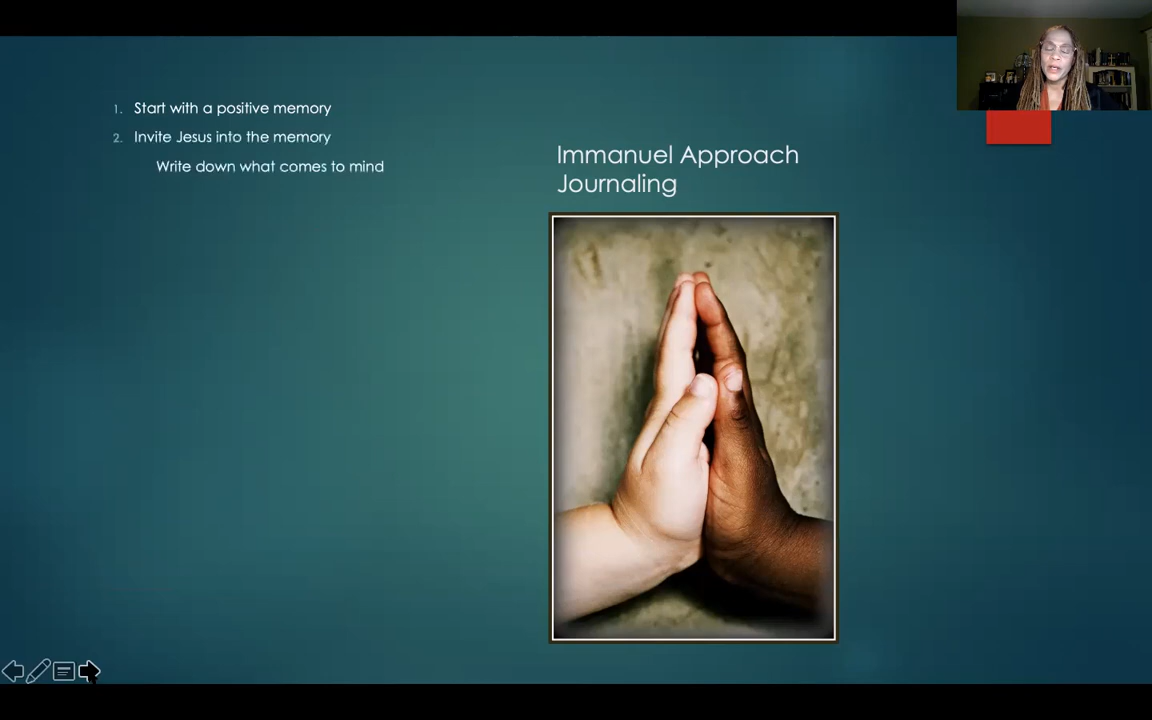 1. Start with a positive memory
2. Invite Jesus into the memory
Write down what comes to mind
Immanuel Approach
Journaling